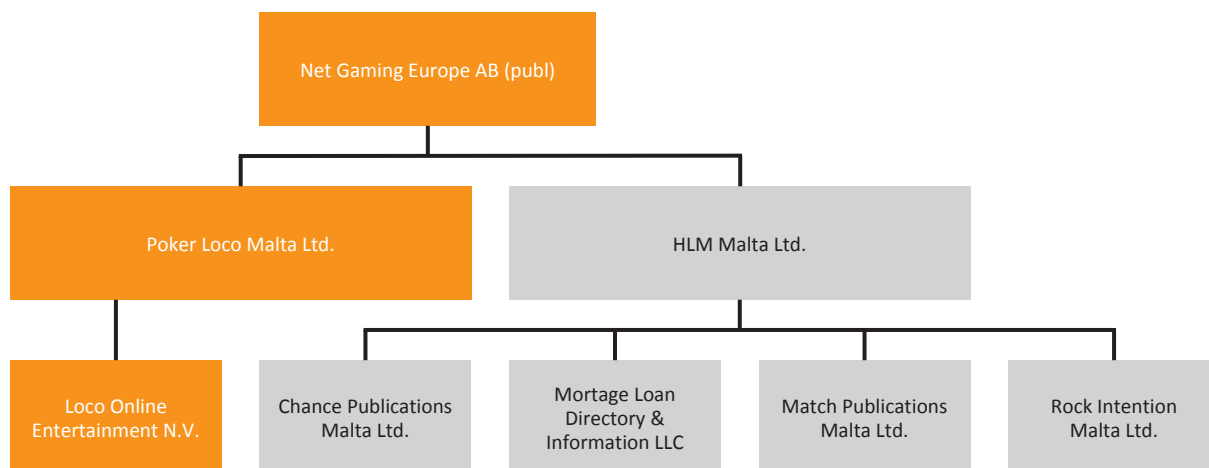 Net Gaming Europe AB (publ)
Poker Loco Malta Ltd.
HLM Malta Ltd.
Loco Online
Entertainment N.V.
Chance Publications
Malta Ltd.
Mortage Loan
Directory &
Information LLC
Match Publications
Malta Ltd.
Rock Intention
Malta Ltd.